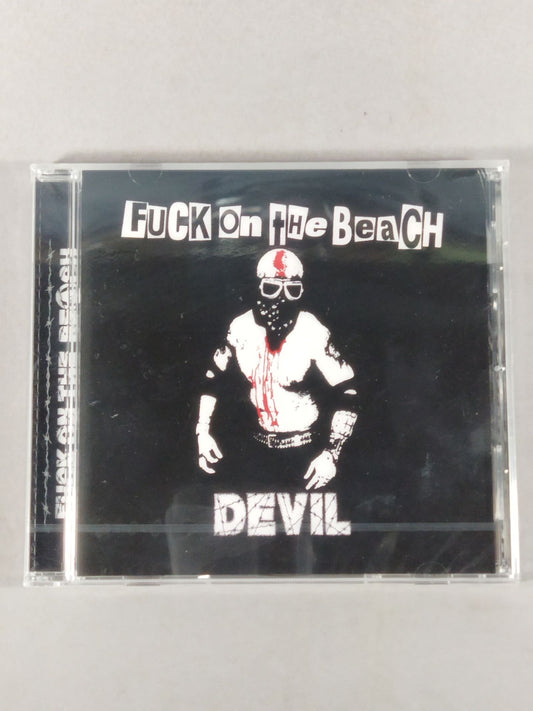 FUCK on the BeaCH
DEVIL
FUCK ON THE BEACH